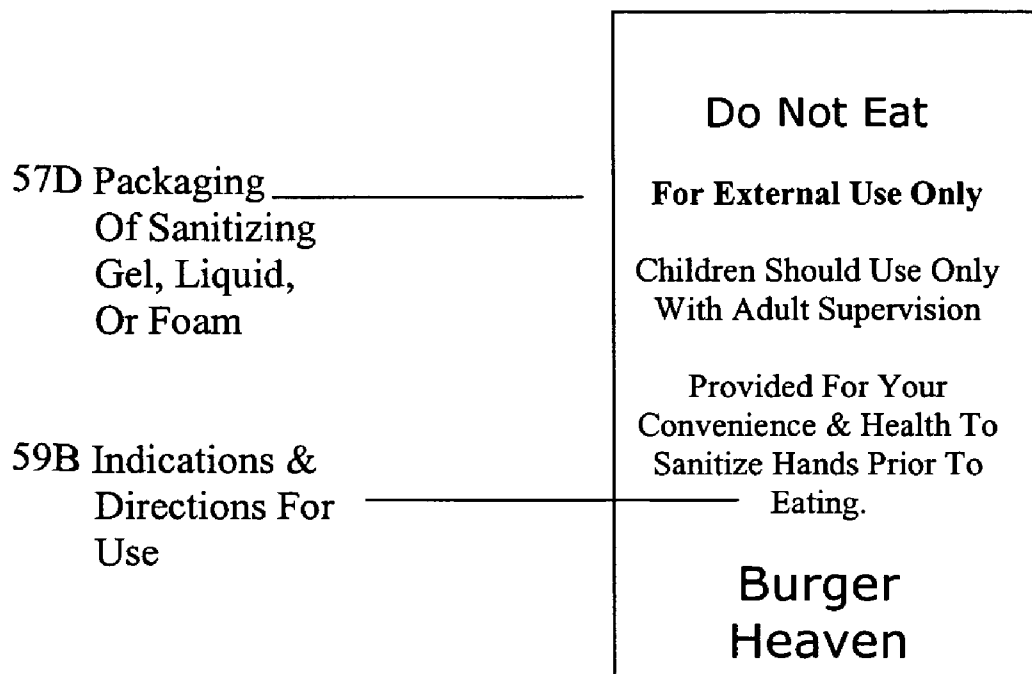 57D Packaging
Of Sanitizing
Gel, Liquid,
Or Foam
59B Indications &
Directions For
Use
Do Not Eat
For External Use Only
Children Should Use Only
With Adult Supervision
Provided For Your
Convenience & Health To
Sanitize Hands Prior To
Eating.
Burger
Heaven